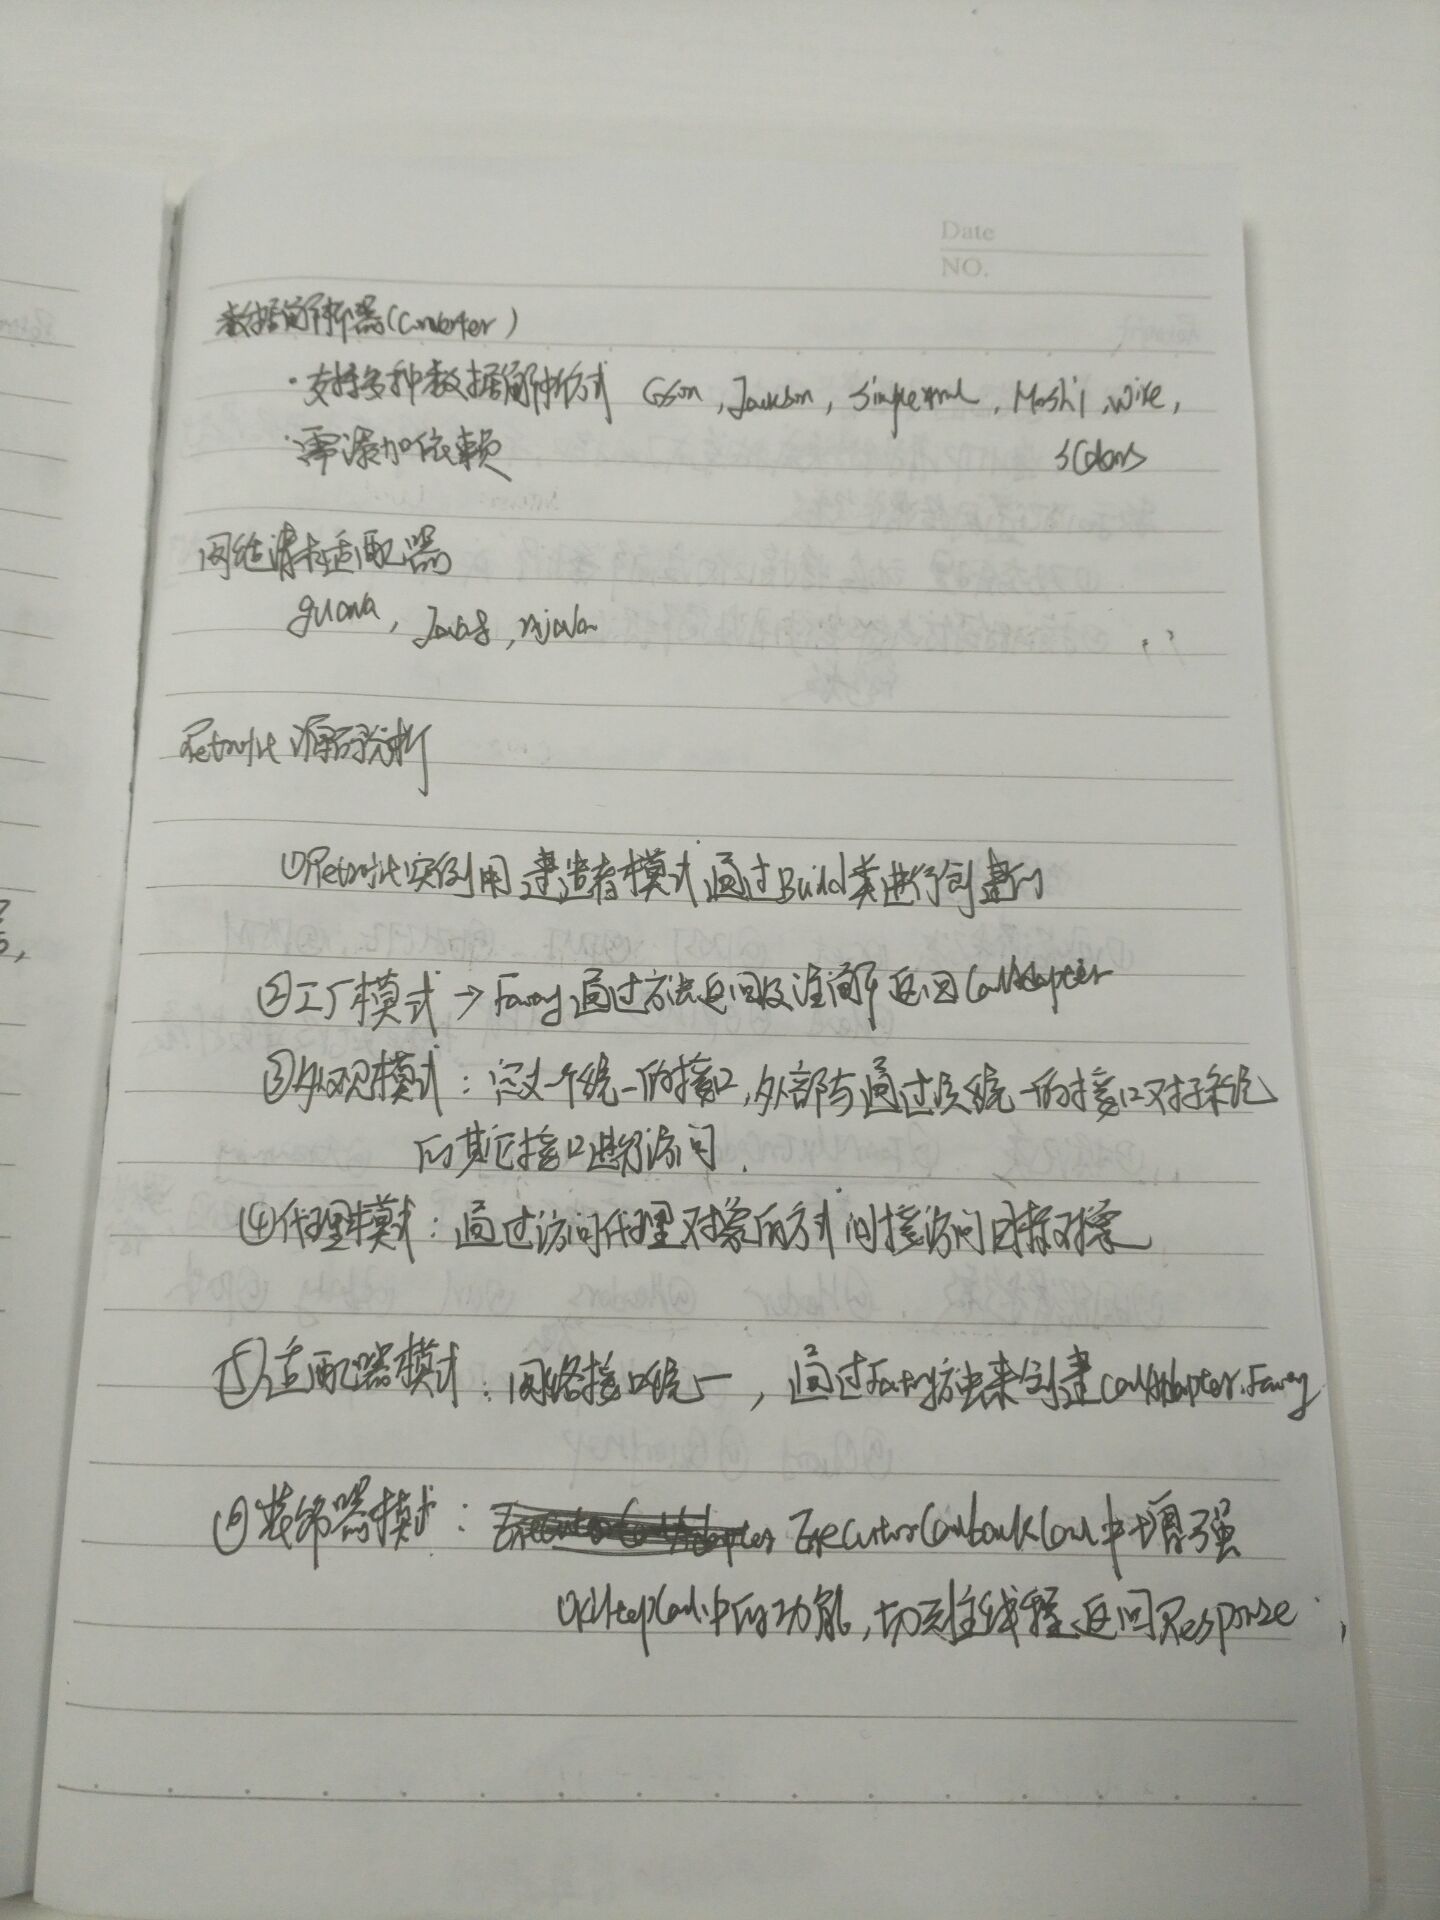 Date
NO.
数据解析器(Converter)
·支持多种数据解析方式 Gson, Jackson, Simplexml, Moshi, wire,
·需添加依赖 Scalars
网络请求适配器
guava, Java8, rxjava
Retrofit 源码分析
①Retrofit实例用建造者模式通过Build类进行创建的
②工厂模式→Factory通过方法返回及注解返回CallAdapter
③外观模式:定义一个统一的接口,外部与通过该统一的接口对子系统
的其它接口进行访问.
④代理模式:通过访问代理对象的方式间接访问目标对象
⑤适配器模式:网络接口统一,通过Factory方法来创建CallAdapter.Factory
⑥装饰器模式: ExecutorCallbackCall中增强
OkHttpCall中的功能,切到主线程返回Response